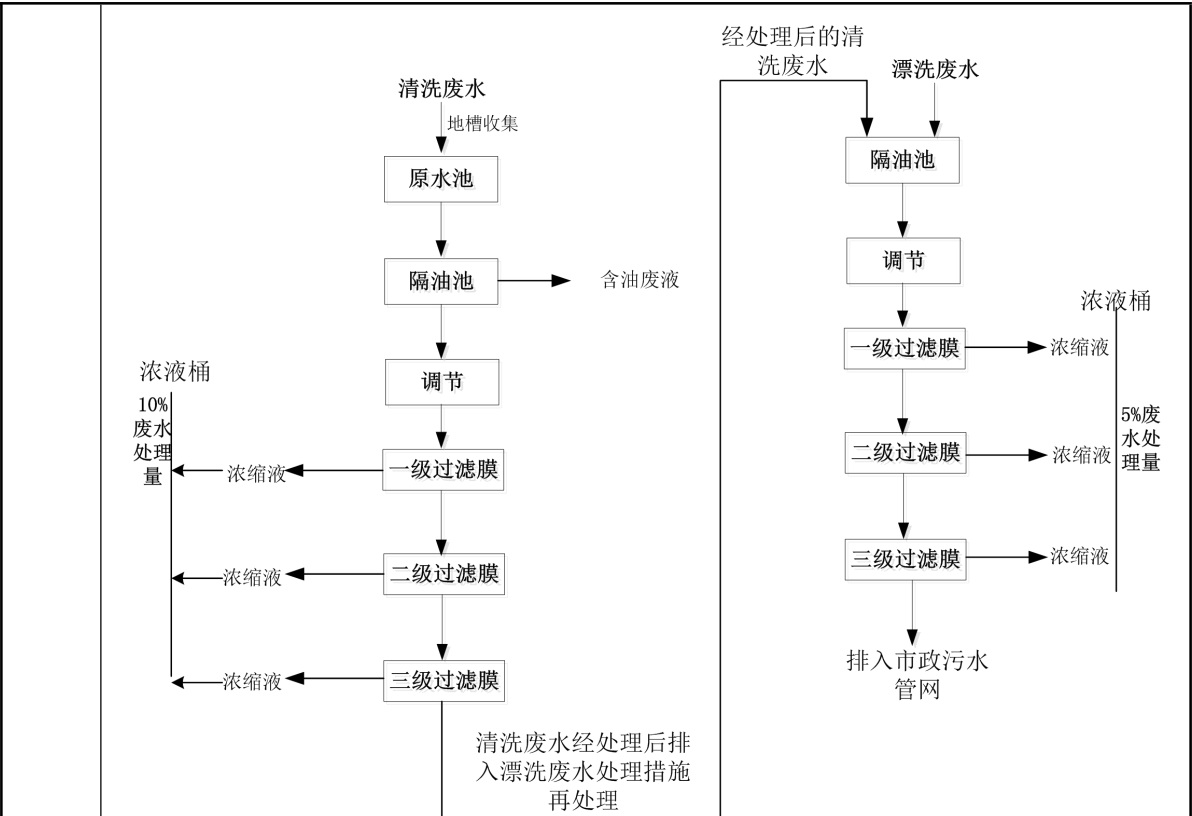 清洗废水
地槽收集
原水池
隔油池
含油废液
调节
浓液桶
10%
废水
处理
量
一级过滤膜
浓缩液
二级过滤膜
浓缩液
三级过滤膜
浓缩液
清洗废水经处理后排
入漂洗废水处理措施
再处理
经处理后的清
洗废水
漂洗废水
隔油池
调节
浓液桶
一级过滤膜
浓缩液
5%废
水处
理量
二级过滤膜
浓缩液
三级过滤膜
浓缩液
排入市政污水
管网